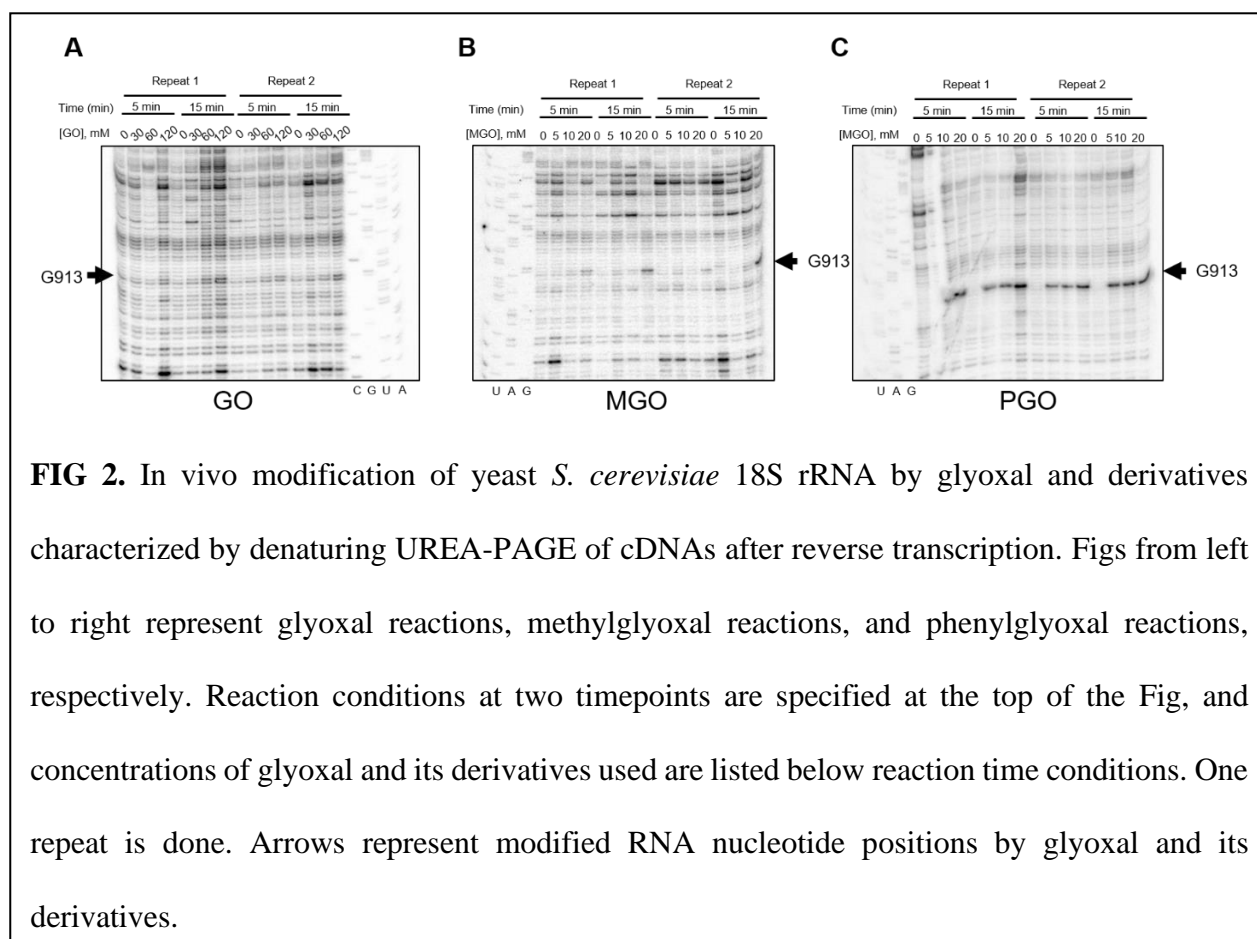 A B C
Repeat 1 Repeat 2 Repeat 1 Repeat 2 Repeat 1 Repeat 2
Time (min) 5 min 15 min 5 min 15 min Time (min) 5 min 15 min 5 min 15 min Time (min) 5 min 15 min 5 min 15 min
[GO], mM 0 30 60 120 0 30 60 120 0 30 60 120 0 30 60 120 [MGO], mM 0 5 10 20 0 5 10 20 0 5 10 20 0 5 10 20 [MGO], mM 0 5 10 20 0 5 10 20 0 5 10 20 0 5 10 20
G913 G913 G913
C G U A U A G U A G
GO MGO PGO
FIG 2. In vivo modification of yeast S. cerevisiae 18S rRNA by glyoxal and derivatives
characterized by denaturing UREA-PAGE of cDNAs after reverse transcription. Figs from left
to right represent glyoxal reactions, methylglyoxal reactions, and phenylglyoxal reactions,
respectively. Reaction conditions at two timepoints are specified at the top of the Fig, and
concentrations of glyoxal and its derivatives used are listed below reaction time conditions. One
repeat is done. Arrows represent modified RNA nucleotide positions by glyoxal and its
derivatives.